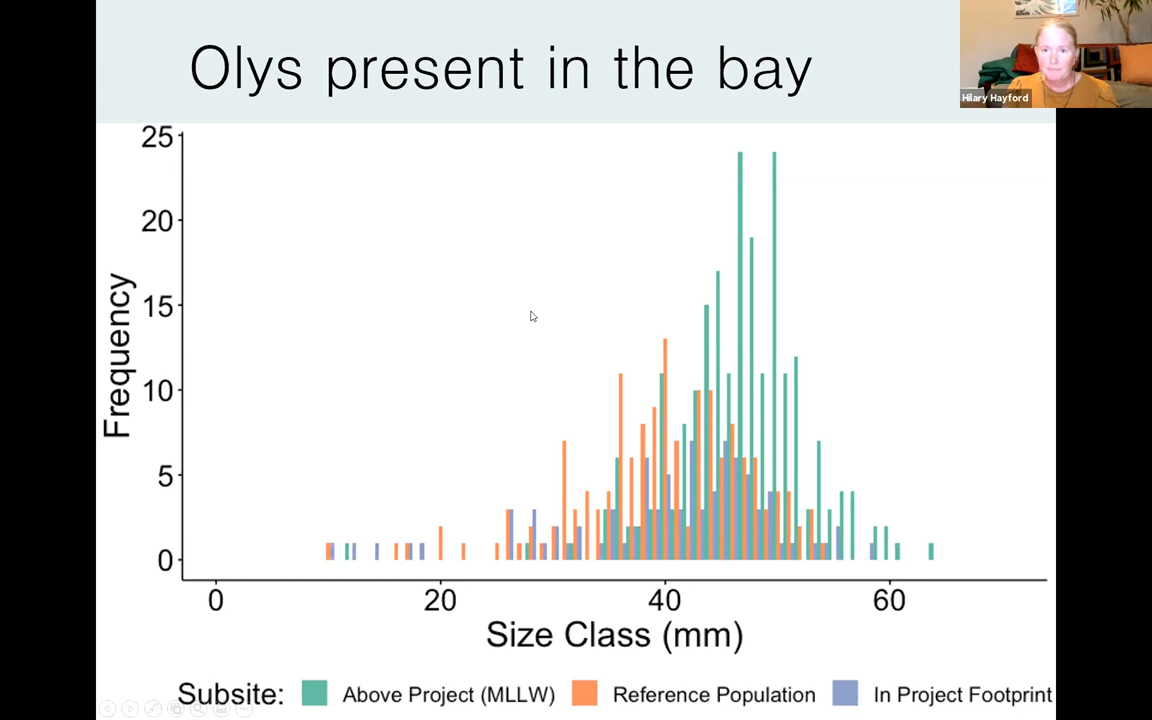 Olys present in the bay
Hilary Hayford
25
20
15
10
5
0
Frequency
0 20 40 60
Size Class (mm)
Subsite: Above Project (MLLW) Reference Population In Project Footprint